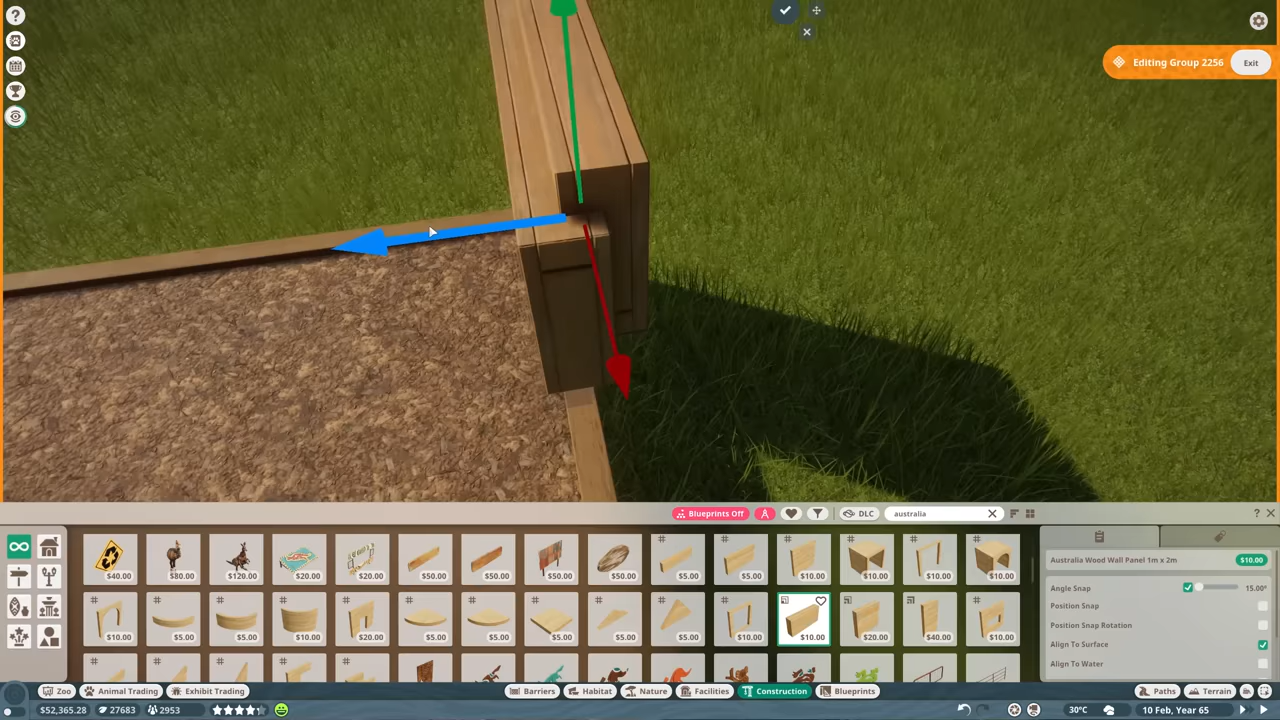 Editing Group 2256
Exit
Blueprints Off
DLC
australia
$40.00
$80.00
$120.00
$20.00
$20.00
$50.00
$50.00
$50.00
$50.00
$5.00
$5.00
$10.00
$10.00
$10.00
$10.00
$10.00
$5.00
$5.00
$10.00
$20.00
$5.00
$5.00
$5.00
$5.00
$5.00
$10.00
$10.00
$20.00
$40.00
$10.00
Australia Wood Wall Panel 1m x 2m
$10.00
Angle Snap
15.00°
Position Snap
Position Snap Rotation
Align To Surface
Align To Water
Zoo
Animal Trading
Exhibit Trading
Barriers
Habitat
Nature
Facilities
Construction
Blueprints
Paths
Terrain
$52,365.28
27683
2953
30°C
10 Feb, Year 65